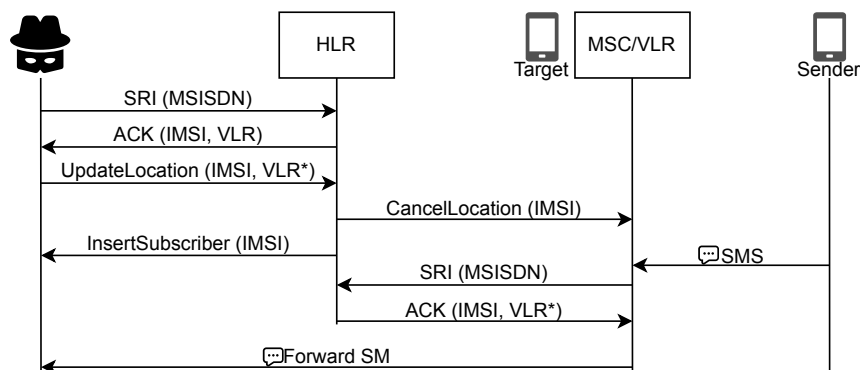 HLR
MSC/VLR
Target
Sender
SRI (MSISDN)
ACK (IMSI, VLR)
UpdateLocation (IMSI, VLR*)
CancelLocation (IMSI)
InsertSubscriber (IMSI)
SMS
SRI (MSISDN)
ACK (IMSI, VLR*)
Forward SM